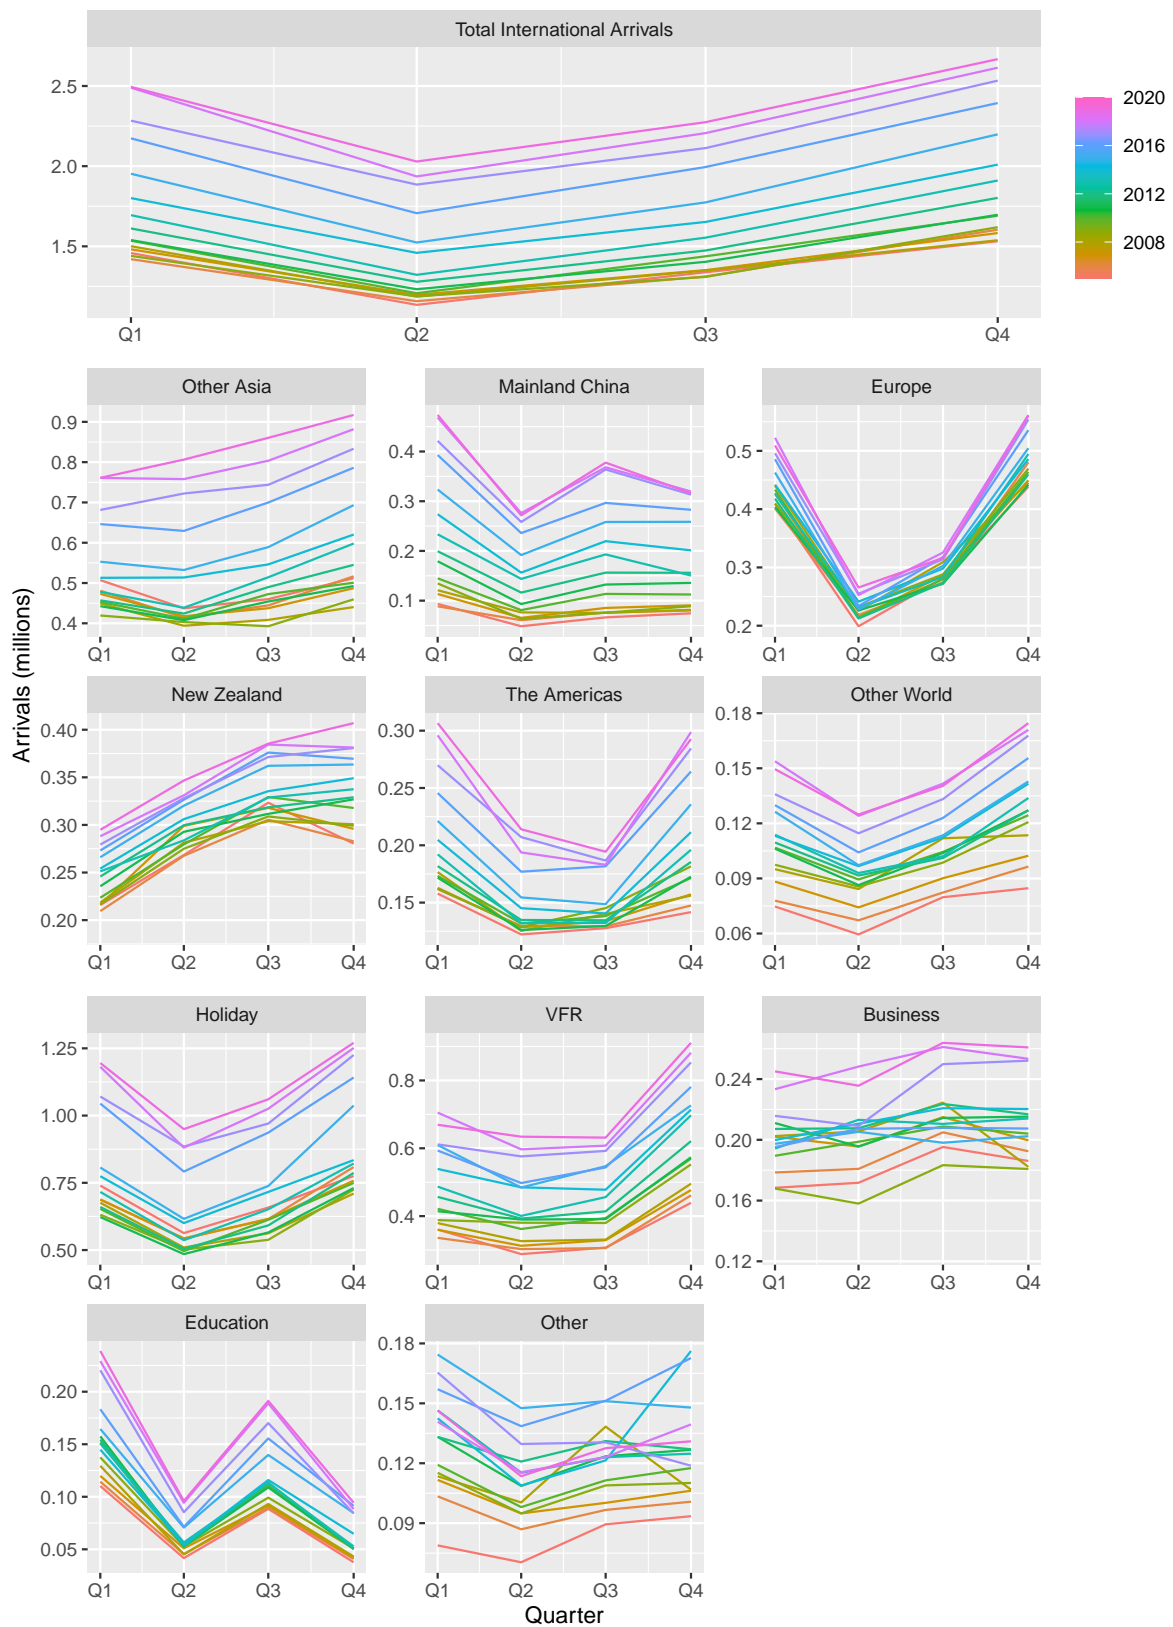 Total International Arrivals
2.5
2.0
1.5
Q1 Q2 Q3 Q4
2020
2016
2012
2008
Arrivals (millions)
Other Asia
0.9
0.8
0.7
0.6
0.5
0.4
Q1 Q2 Q3 Q4
Mainland China
0.4
0.3
0.2
0.1
Q1 Q2 Q3 Q4
Europe
0.5
0.4
0.3
0.2
Q1 Q2 Q3 Q4
New Zealand
0.40
0.35
0.30
0.25
0.20
Q1 Q2 Q3 Q4
The Americas
0.30
0.25
0.20
0.15
Q1 Q2 Q3 Q4
Other World
0.18
0.15
0.12
0.09
0.06
Q1 Q2 Q3 Q4
Holiday
1.25
1.00
0.75
0.50
Q1 Q2 Q3 Q4
VFR
0.8
0.6
0.4
Q1 Q2 Q3 Q4
Business
0.24
0.20
0.16
0.12
Q1 Q2 Q3 Q4
Education
0.20
0.15
0.10
0.05
Q1 Q2 Q3 Q4
Other
0.18
0.15
0.12
0.09
Q1 Q2 Q3 Q4
Quarter